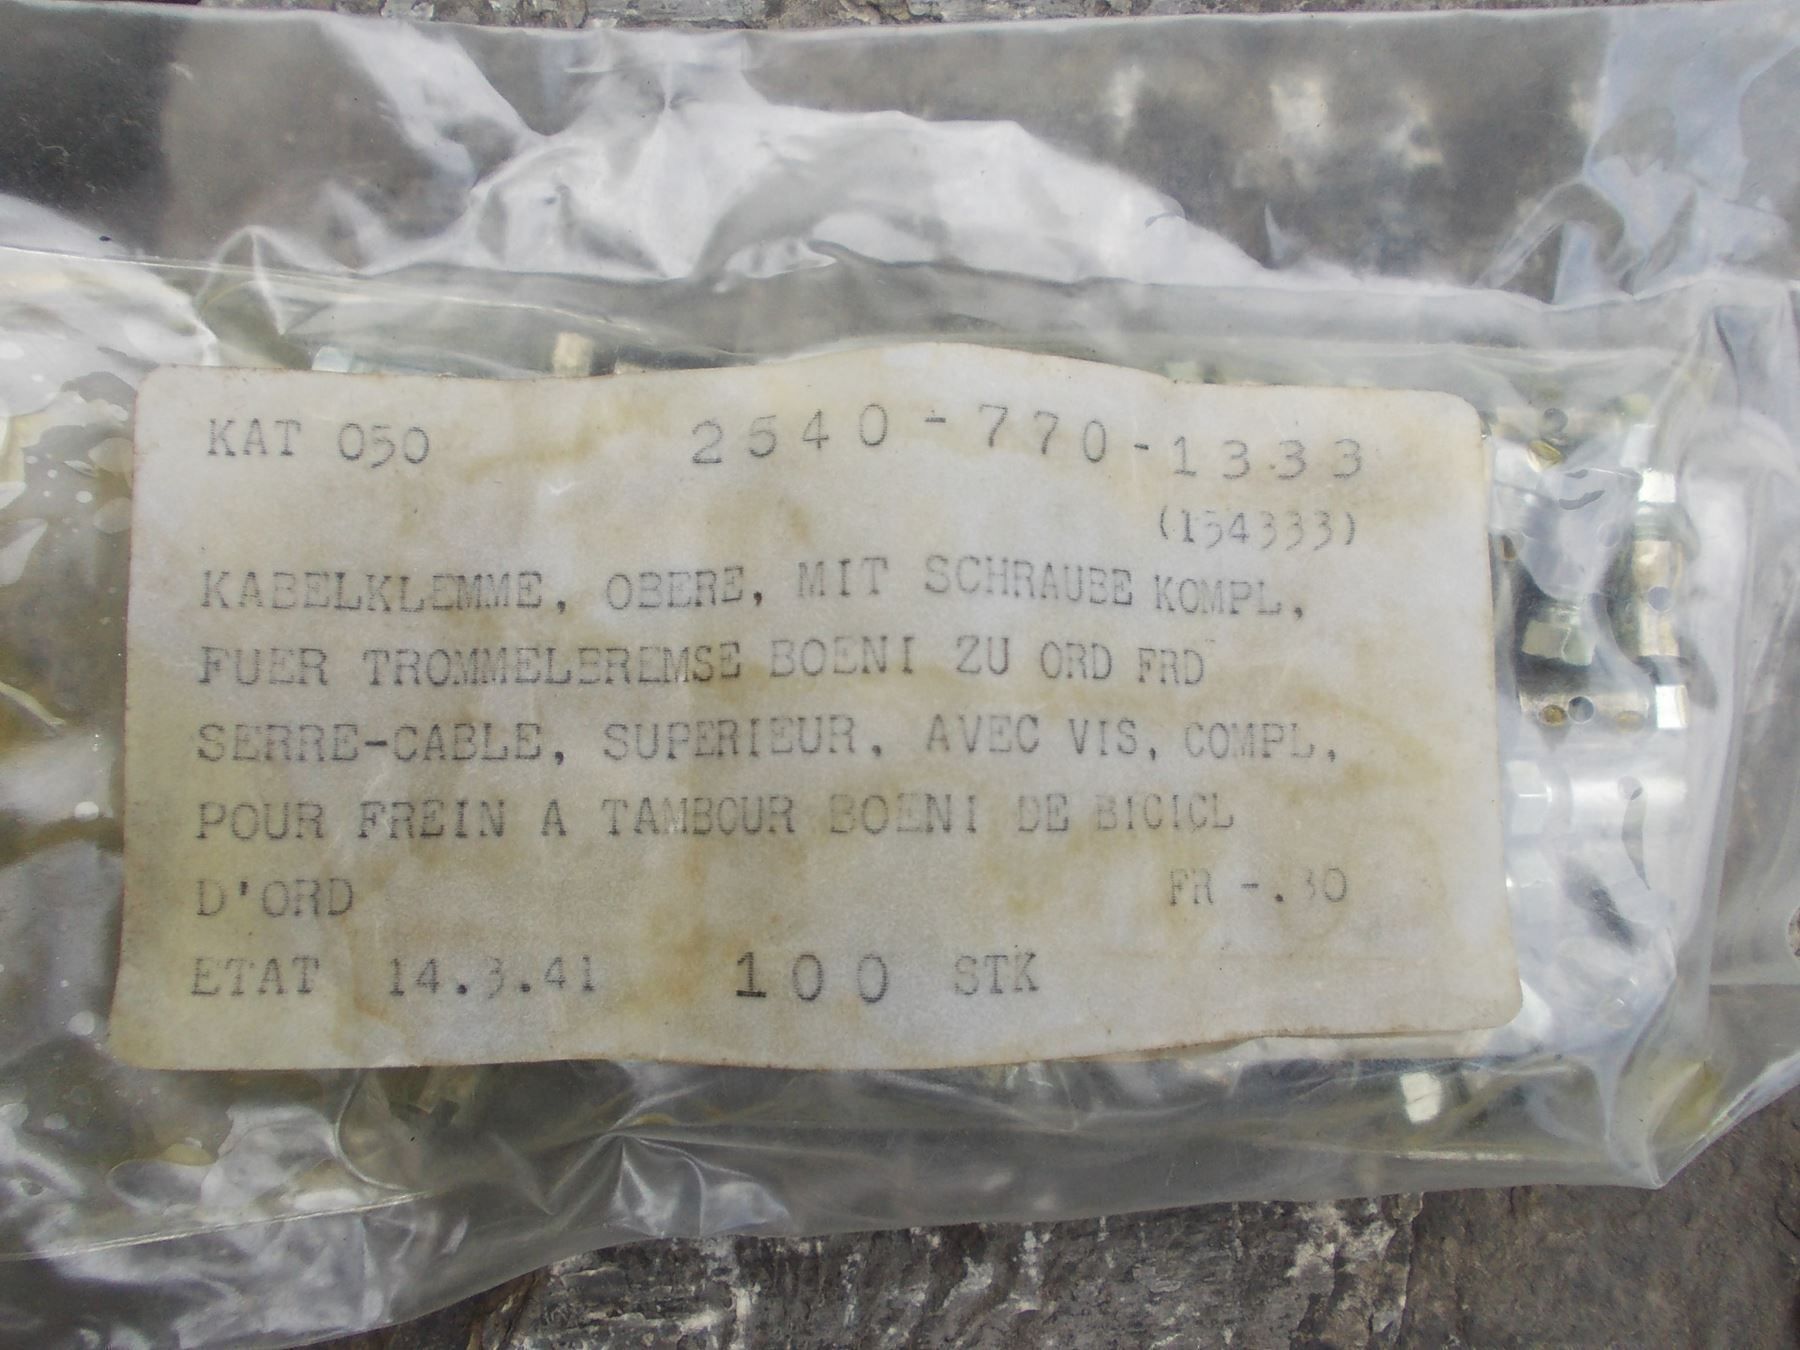 KAT 050 2540-770-1333
(154333)
KABELKLEMME, OBERE, MIT SCHRAUBE KOMPL,
FUER TROMMELBREMSE BOENI ZU ORD FRD
SERRE-CABLE, SUPERIEUR, AVEC VIS, COMPL,
POUR FREIN A TAMBOUR BOENI DE BICICL
D'ORD FR -.30
ETAT 14.3.41 100 STK